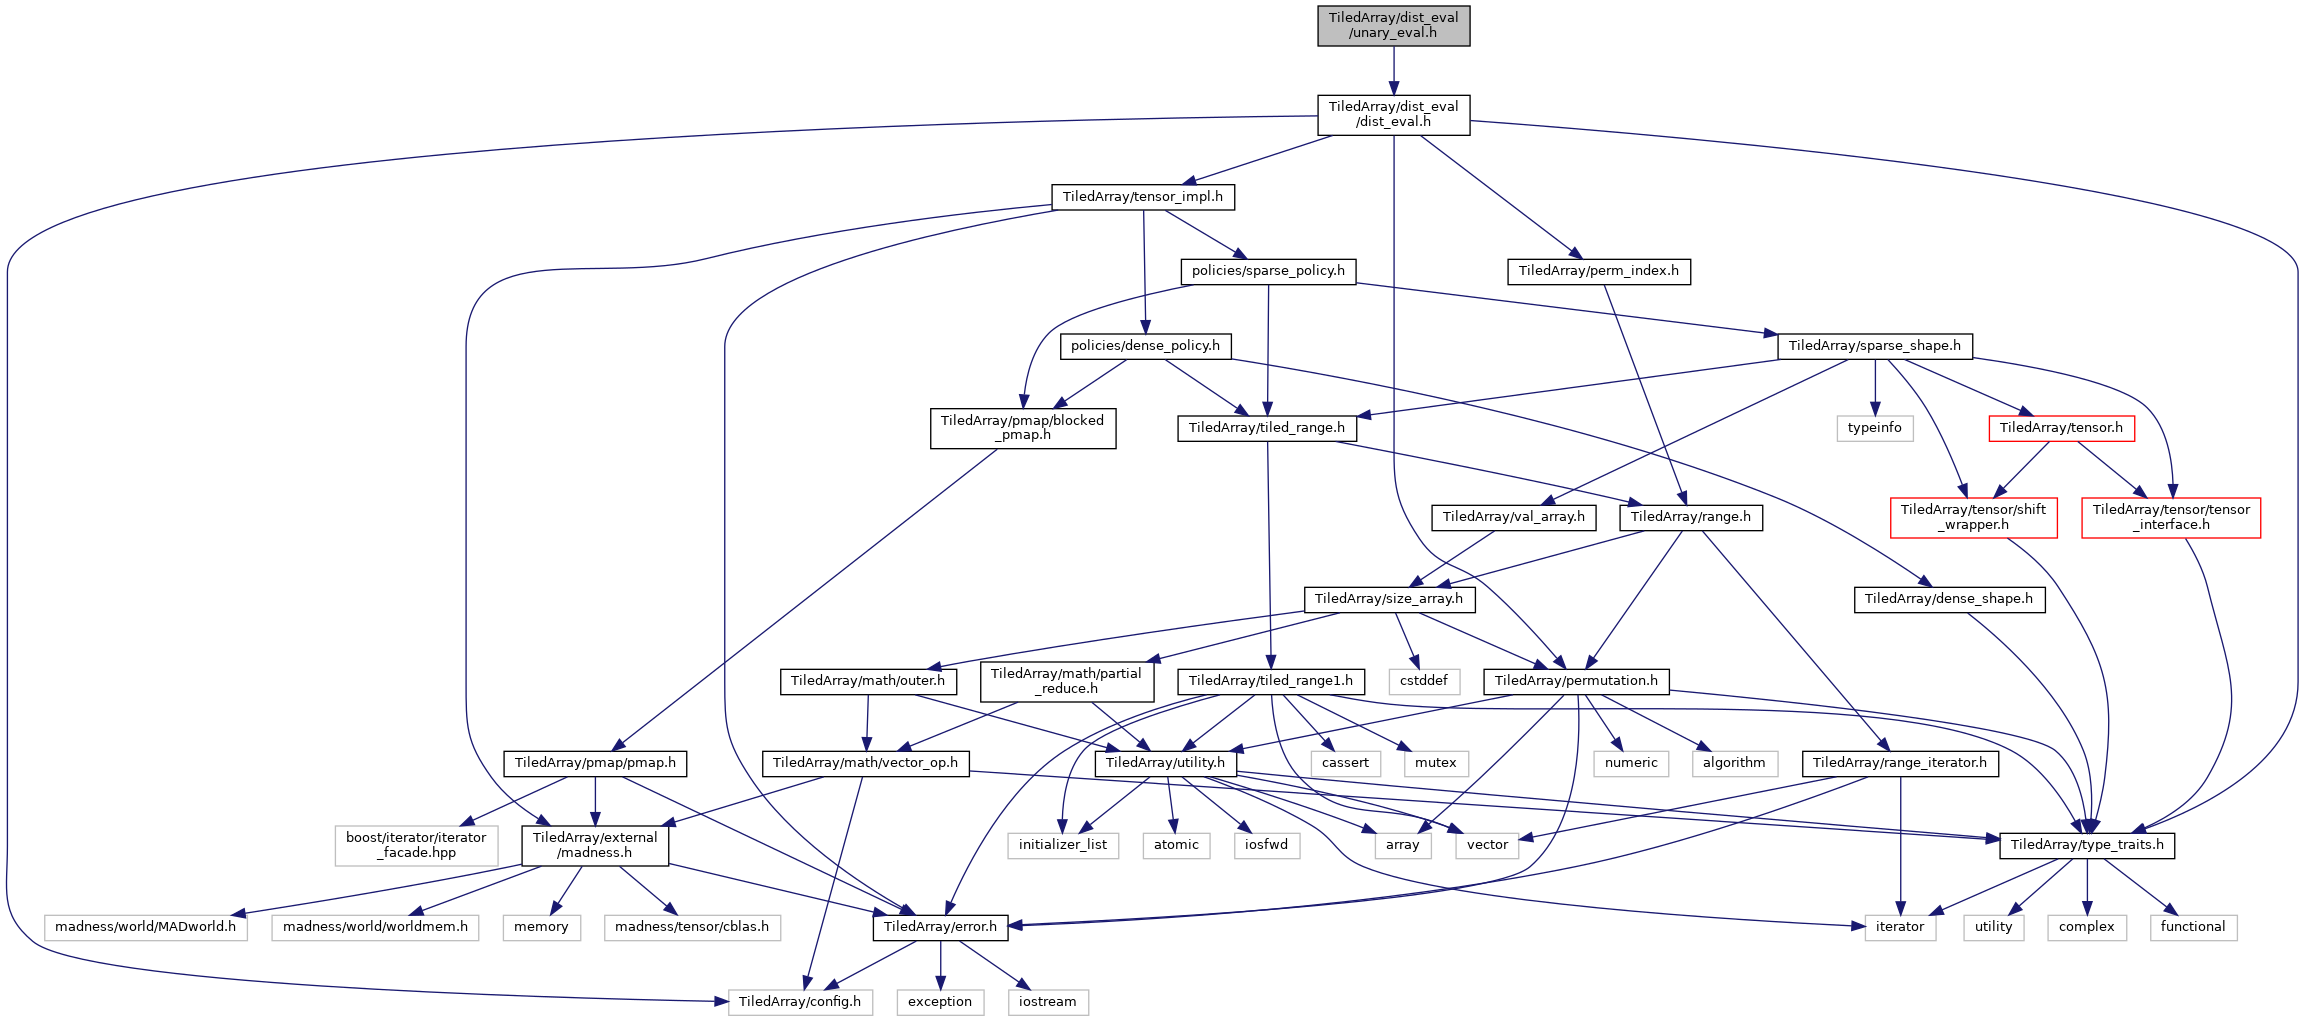 TiledArray/dist_eval
/unary_eval.h
TiledArray/dist_eval
/dist_eval.h
TiledArray/tensor_impl.h
policies/sparse_policy.h
TiledArray/perm_index.h
policies/dense_policy.h
TiledArray/sparse_shape.h
TiledArray/pmap/blocked
_pmap.h
TiledArray/tiled_range.h
typeinfo
TiledArray/tensor.h
TiledArray/val_array.h
TiledArray/range.h
TiledArray/tensor/shift
_wrapper.h
TiledArray/tensor/tensor
_interface.h
TiledArray/size_array.h
TiledArray/dense_shape.h
TiledArray/math/outer.h
TiledArray/math/partial
_reduce.h
TiledArray/tiled_range1.h
cstddef
TiledArray/permutation.h
TiledArray/pmap/pmap.h
TiledArray/math/vector_op.h
TiledArray/utility.h
cassert
mutex
numeric
algorithm
TiledArray/range_iterator.h
boost/iterator/iterator
_facade.hpp
TiledArray/external
/madness.h
initializer_list
atomic
iosfwd
array
vector
TiledArray/type_traits.h
madness/world/MADworld.h
madness/world/worldmem.h
memory
madness/tensor/cblas.h
TiledArray/error.h
iterator
utility
complex
functional
TiledArray/config.h
exception
iostream